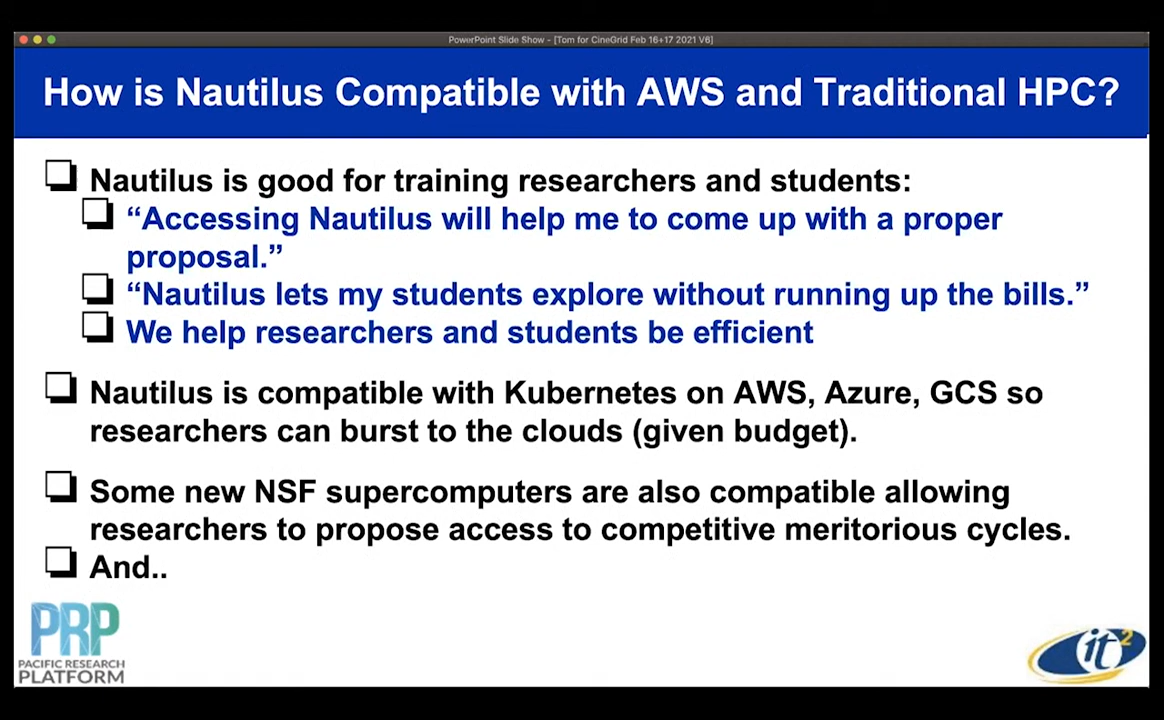 PowerPoint Slide Show - [Tom for CineGrid Feb 16+17 2021 V6]
How is Nautilus Compatible with AWS and Traditional HPC?
Nautilus is good for training researchers and students:
“Accessing Nautilus will help me to come up with a proper
proposal.”
“Nautilus lets my students explore without running up the bills.”
We help researchers and students be efficient
Nautilus is compatible with Kubernetes on AWS, Azure, GCS so
researchers can burst to the clouds (given budget).
Some new NSF supercomputers are also compatible allowing
researchers to propose access to competitive meritorious cycles.
And..
PRP
PACIFIC RESEARCH
PLATFORM
it2